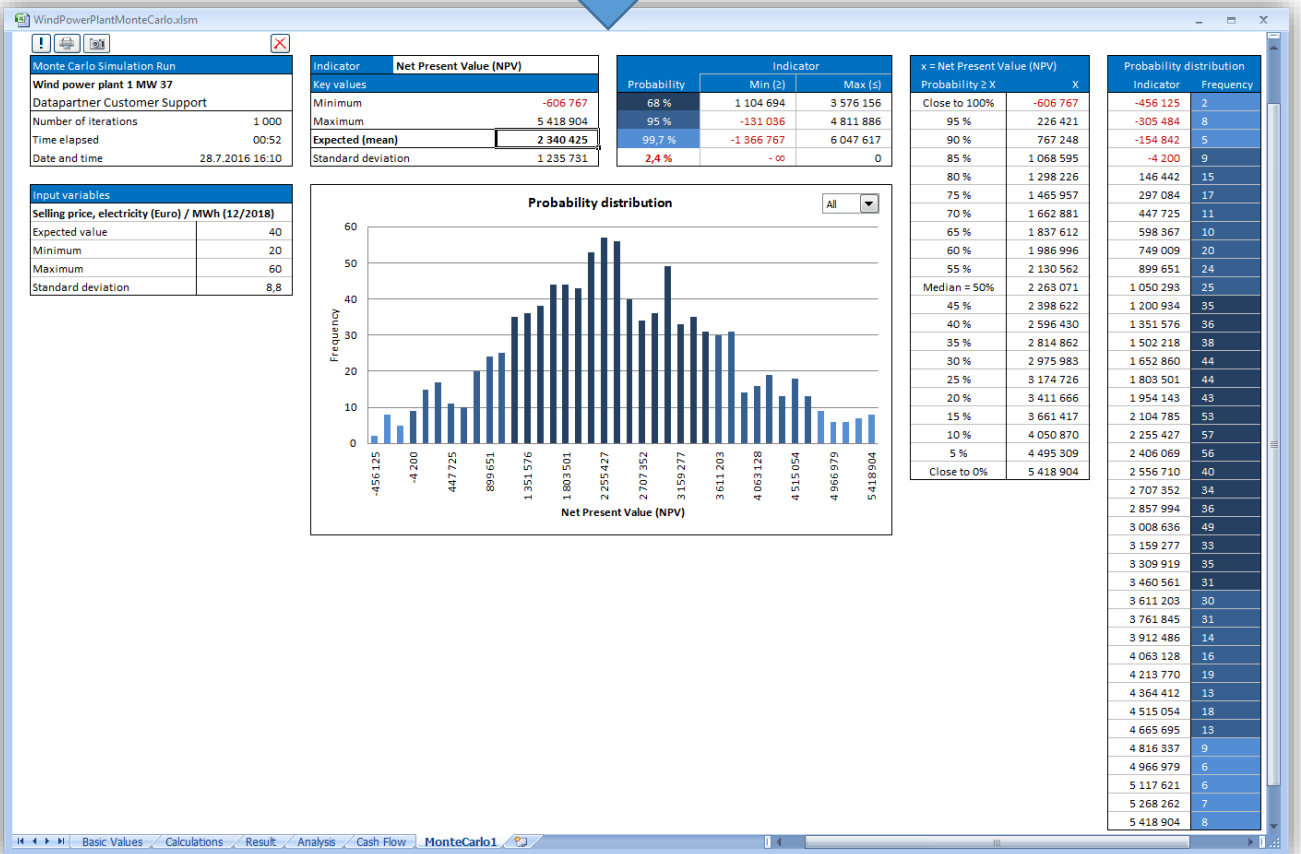 WindPowerPlantMonteCarlo.xlsm
Monte Carlo Simulation Run
Wind power plant 1 MW 37
Datapartner Customer Support
Number of iterations 1 000
Time elapsed 00:52
Date and time 28.7.2016 16:10
Input variables
Selling price, electricity (Euro) / MWh (12/2018)
Expected value 40
Minimum 20
Maximum 60
Standard deviation 8,8
Indicator Net Present Value (NPV)
Key values
Minimum -606 767
Maximum 5 418 904
Expected (mean) 2 340 425
Standard deviation 1 235 731
Indicator
Probability Min (≥) Max (≤)
68 % 1 104 694 3 576 156
95 % -131 036 4 811 886
99,7 % -1 366 767 6 047 617
2,4 % - ∞ 0
Probability distribution
All
Frequency
60
50
40
30
20
10
0
-456 125
-4 200
447 725
899 651
1 351 576
1 803 501
2 255 427
2 707 352
3 159 277
3 611 203
4 063 128
4 515 054
4 966 979
5 418 904
Net Present Value (NPV)
x = Net Present Value (NPV)
Probability ≥ X X
Close to 100% -606 767
95 % 226 421
90 % 767 248
85 % 1 068 595
80 % 1 298 226
75 % 1 465 957
70 % 1 662 881
65 % 1 837 612
60 % 1 986 996
55 % 2 130 562
Median = 50% 2 263 071
45 % 2 398 622
40 % 2 596 430
35 % 2 814 862
30 % 2 975 983
25 % 3 174 726
20 % 3 411 666
15 % 3 661 417
10 % 4 050 870
5 % 4 495 309
Close to 0% 5 418 904
Probability distribution
Indicator Frequency
-456 125 2
-305 484 8
-154 842 5
-4 200 9
146 442 15
297 084 17
447 725 11
598 367 10
749 009 20
899 651 24
1 050 293 25
1 200 934 35
1 351 576 36
1 502 218 38
1 652 860 44
1 803 501 44
1 954 143 43
2 104 785 53
2 255 427 57
2 406 069 56
2 556 710 40
2 707 352 34
2 857 994 36
3 008 636 49
3 159 277 33
3 309 919 35
3 460 561 31
3 611 203 30
3 761 845 31
3 912 486 14
4 063 128 16
4 213 770 19
4 364 412 13
4 515 054 18
4 665 695 13
4 816 337 9
4 966 979 6
5 117 621 6
5 268 262 7
5 418 904 8
Basic Values Calculations Result Analysis Cash Flow MonteCarlo1